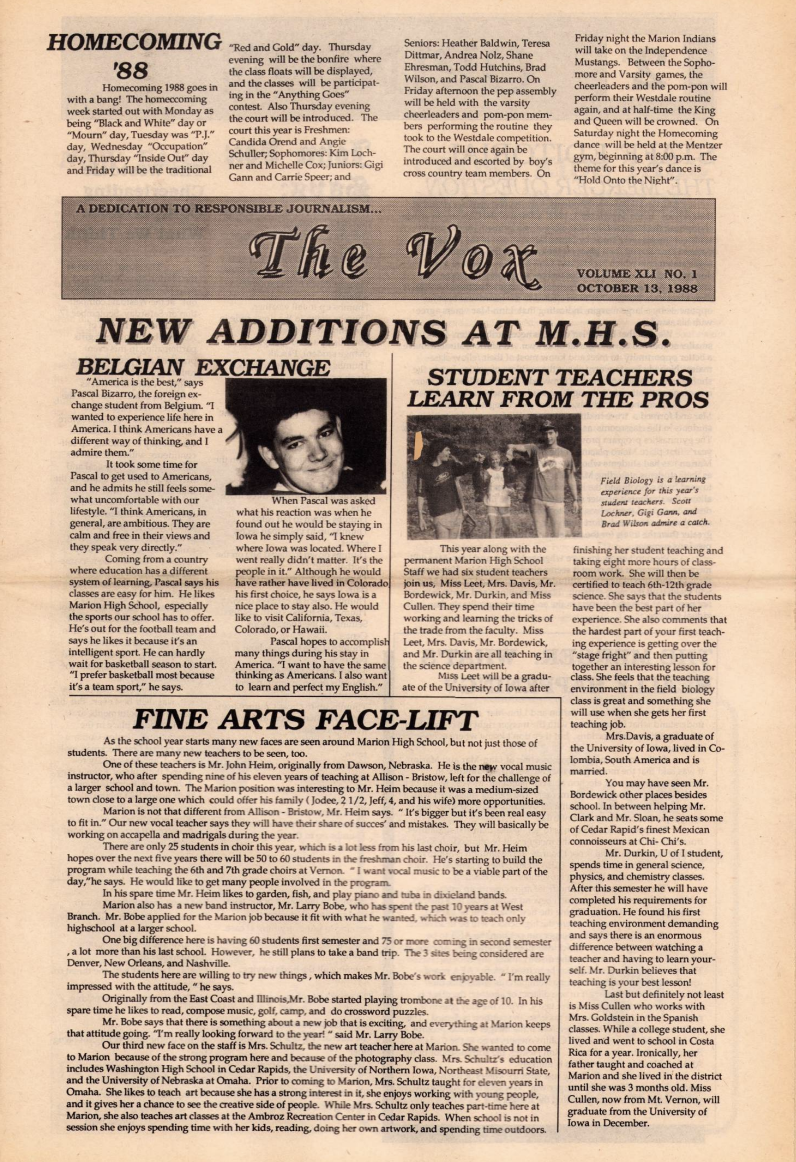 HOMECOMING
'88
Homecoming 1988 goes in
with a bang! The homecoming
week started out with Monday as
being "Black and White" day or
"Mourn" day, Tuesday was "P.J."
day, Wednesday "Occupation"
day, Thursday "Inside Out" day
and Friday will be the traditional
"Red and Gold" day. Thursday
evening will be the bonfire where
the class floats will be displayed,
and the classes will be participat-
ing in the "Anything Goes"
contest. Also Thursday evening
the court will be introduced. The
court this year is Freshmen:
Candida Orend and Angie
Schuller; Sophomores: Kim Loch-
ner and Michelle Cox; Juniors: Gigi
Gann and Carrie Speer; and
Seniors: Heather Baldwin, Teresa
Dittmar, Andrea Nolz, Shane
Ehresman, Todd Hutchins, Brad
Wilson, and Pascal Bizarro. On
Friday afternoon the pep assembly
will be held with the varsity
cheerleaders and pom-pon mem-
bers performing the routine they
took to the Westdale competition.
The court will once again be
introduced and escorted by boy's
cross country team members. On
Friday night the Marion Indians
will take on the Independence
Mustangs. Between the Sopho-
more and Varsity games, the
cheerleaders and the pom-pon will
perform their Westdale routine
again, and at half-time the King
and Queen will be crowned. On
Saturday night the Homecoming
dance will be held at the Mentzer
gym, beginning at 8:00 p.m. The
theme for this year's dance is
"Hold Onto the Night".
A DEDICATION TO RESPONSIBLE JOURNALISM...
The Vox
VOLUME XLI NO. 1
OCTOBER 13, 1988
NEW ADDITIONS AT M.H.S.
BELGIAN EXCHANGE
"America is the best," says
Pascal Bizarro, the foreign ex-
change student from Belgium. "I
wanted to experience life here in
America. I think Americans have a
different way of thinking, and I
admire them."
It took some time for
Pascal to get used to Americans,
and he admits he still feels some-
what uncomfortable with our
lifestyle. "I think Americans, in
general, are ambitious. They are
calm and free in their views and
they speak very directly."
Coming from a country
where education has a different
system of learning, Pascal says his
classes are easy for him. He likes
Marion High School, especially
the sports our school has to offer.
He's out for the football team and
says he likes it because it's an
intelligent sport. He can hardly
wait for basketball season to start.
"I prefer basketball most because
it's a team sport," he says.
When Pascal was asked
what his reaction was when he
found out he would be staying in
Iowa he simply said, "I knew
where Iowa was located. Where I
went really didn't matter. It's the
people in it." Although he would
have rather have lived in Colorado,
his first choice, he says Iowa is a
nice place to stay also. He would
like to visit California, Texas,
Colorado, or Hawaii.
Pascal hopes to accomplish
many things during his stay in
America. "I want to have the same
thinking as Americans. I also want
to learn and perfect my English."
STUDENT TEACHERS
LEARN FROM THE PROS
Field Biology is a learning
experience for this year's
student teachers. Scott
Lochner, Gigi Gann, and
Brad Wilson admire a catch.
This year along with the
permanent Marion High School
Staff we had six student teachers
join us, Miss Leet, Mrs. Davis, Mr.
Bordewick, Mr. Durkin, and Miss
Cullen. They spend their time
working and learning the tricks of
the trade from the faculty. Miss
Leet, Mrs. Davis, Mr. Bordewick,
and Mr. Durkin are all teaching in
the science department.
Miss Leet will be a gradu-
ate of the University of Iowa after
finishing her student teaching and
taking eight more hours of class-
room work. She will then be
certified to teach 6th-12th grade
science. She says that the students
have been the best part of her
experience. She also comments that
the hardest part of your first teach-
ing experience is getting over the
"stage fright" and then putting
together an interesting lesson for
class. She feels that the teaching
environment in the field biology
class is great and something she
will use when she gets her first
teaching job.
Mrs.Davis, a graduate of
the University of Iowa, lived in Co-
lombia, South America and is
married.
You may have seen Mr.
Bordewick other places besides
school. In between helping Mr.
Clark and Mr. Sloan, he seats some
of Cedar Rapid's finest Mexican
connoisseurs at Chi- Chi's.
Mr. Durkin, U of I student,
spends time in general science,
physics, and chemistry classes.
After this semester he will have
completed his requirements for
graduation. He found his first
teaching environment demanding
and says there is an enormous
difference between watching a
teacher and having to learn your-
self. Mr. Durkin believes that
teaching is your best lesson!
Last but definitely not least
is Miss Cullen who works with
Mrs. Goldstein in the Spanish
classes. While a college student, she
lived and went to school in Costa
Rica for a year. Ironically, her
father taught and coached at
Marion and she lived in the district
until she was 3 months old. Miss
Cullen, now from Mt. Vernon, will
graduate from the University of
Iowa in December.
FINE ARTS FACE-LIFT
As the school year starts many new faces are seen around Marion High School, but not just those of
students. There are many new teachers to be seen, too.
One of these teachers is Mr. John Heim, originally from Dawson, Nebraska. He is the new vocal music
instructor, who after spending nine of his eleven years of teaching at Allison - Bristow, left for the challenge of
a larger school and town. The Marion position was interesting to Mr. Heim because it was a medium-sized
town close to a large one which could offer his family ( Jodee, 2 1/2, Jeff, 4, and his wife) more opportunities.
Marion is not that different from Allison - Bristow, Mr. Heim says. " It's bigger but it's been real easy
to fit in." Our new vocal teacher says they will have their share of succes' and mistakes. They will basically be
working on accapella and madrigals during the year.
There are only 25 students in choir this year, which is a lot less from his last choir, but Mr. Heim
hopes over the next five years there will be 50 to 60 students in the freshman choir. He's starting to build the
program while teaching the 6th and 7th grade choirs at Vernon. " I want vocal music to be a viable part of the
day,"he says. He would like to get many people involved in the program.
In his spare time Mr. Heim likes to garden, fish, and play piano and tuba in dixieland bands.
Marion also has a new band instructor, Mr. Larry Bobe, who has spent the past 10 years at West
Branch. Mr. Bobe applied for the Marion job because it fit with what he wanted, which was to teach only
highschool at a larger school.
One big difference here is having 60 students first semester and 75 or more coming in second semester
, a lot more than his last school. However, he still plans to take a band trip. The 3 sites being considered are
Denver, New Orleans, and Nashville.
The students here are willing to try new things , which makes Mr. Bobe's work enjoyable. " I'm really
impressed with the attitude, " he says.
Originally from the East Coast and Illinois,Mr. Bobe started playing trombone at the age of 10. In his
spare time he likes to read, compose music, golf, camp, and do crossword puzzles.
Mr. Bobe says that there is something about a new job that is exciting, and everything at Marion keeps
that attitude going. "I'm really looking forward to the year! " said Mr. Larry Bobe.
Our third new face on the staff is Mrs. Schultz, the new art teacher here at Marion. She wanted to come
to Marion because of the strong program here and because of the photography class. Mrs. Schultz's education
includes Washington High School in Cedar Rapids, the University of Northern Iowa, Northeast Missourri State,
and the University of Nebraska at Omaha. Prior to coming to Marion, Mrs. Schultz taught for eleven years in
Omaha. She likes to teach art because she has a strong interest in it, she enjoys working with young people,
and it gives her a chance to see the creative side of people. While Mrs. Schultz only teaches part-time here at
Marion, she also teaches art classes at the Ambroz Recreation Center in Cedar Rapids. When school is not in
session she enjoys spending time with her kids, reading, doing her own artwork, and spending time outdoors.